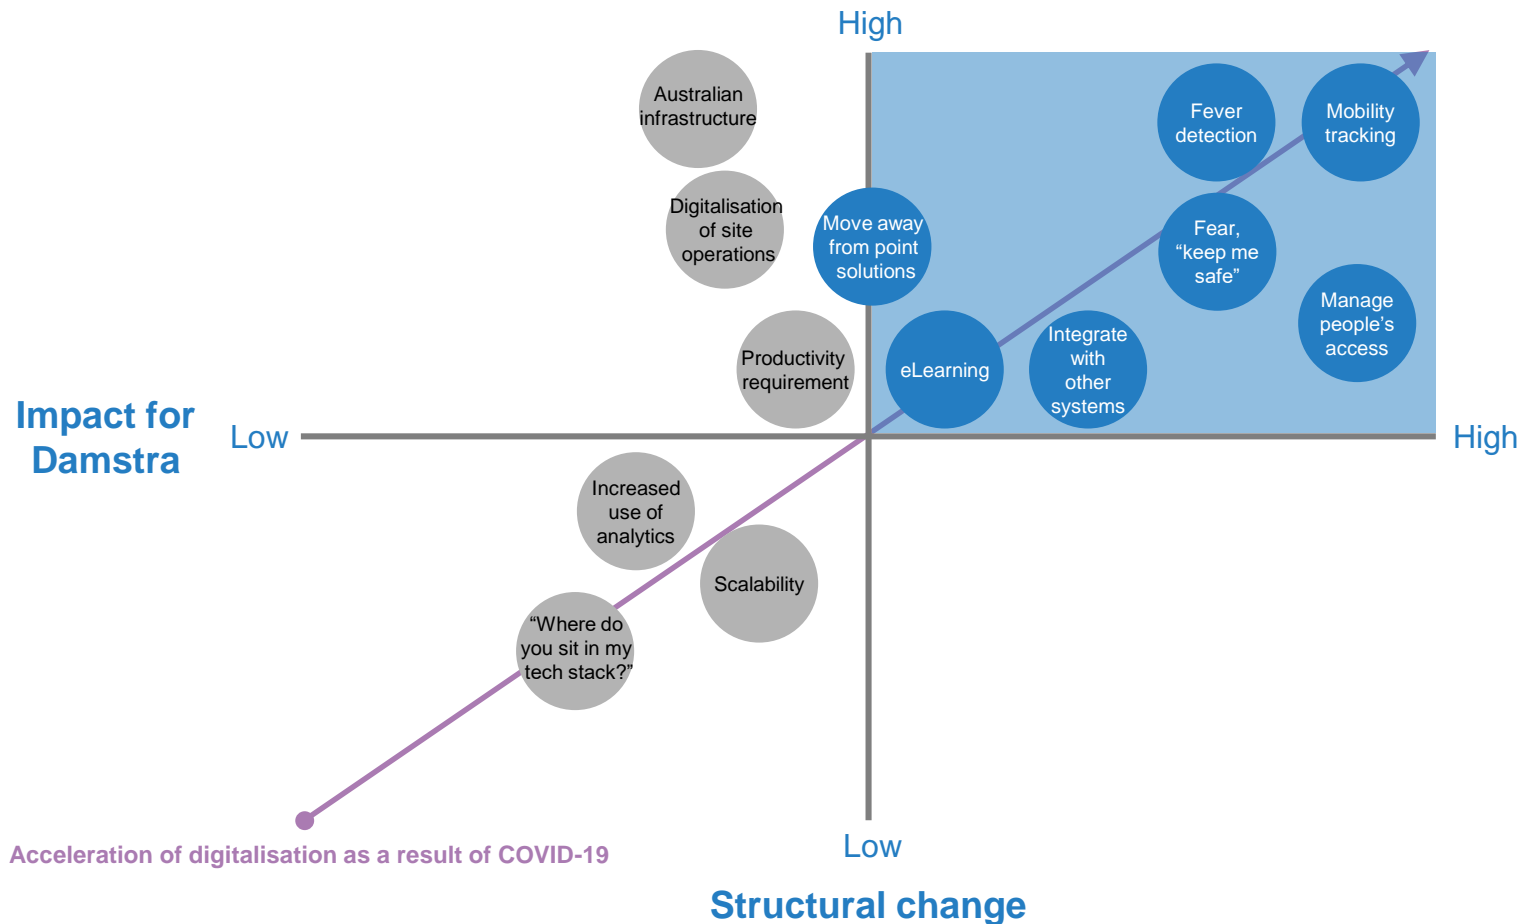 High
Australian
infrastructure
Fever
detection
Mobility
tracking
Digitalisation
of site
operations
Move away
from point
solutions
Fear,
“keep me
safe”
Manage
people’s
access
Productivity
requirement
eLearning
Integrate
with
other
systems
Impact for
Damstra
Low
High
Increased
use of
analytics
Scalability
“Where do
you sit in my
tech stack?”
Acceleration of digitalisation as a result of COVID-19
Low
Structural change